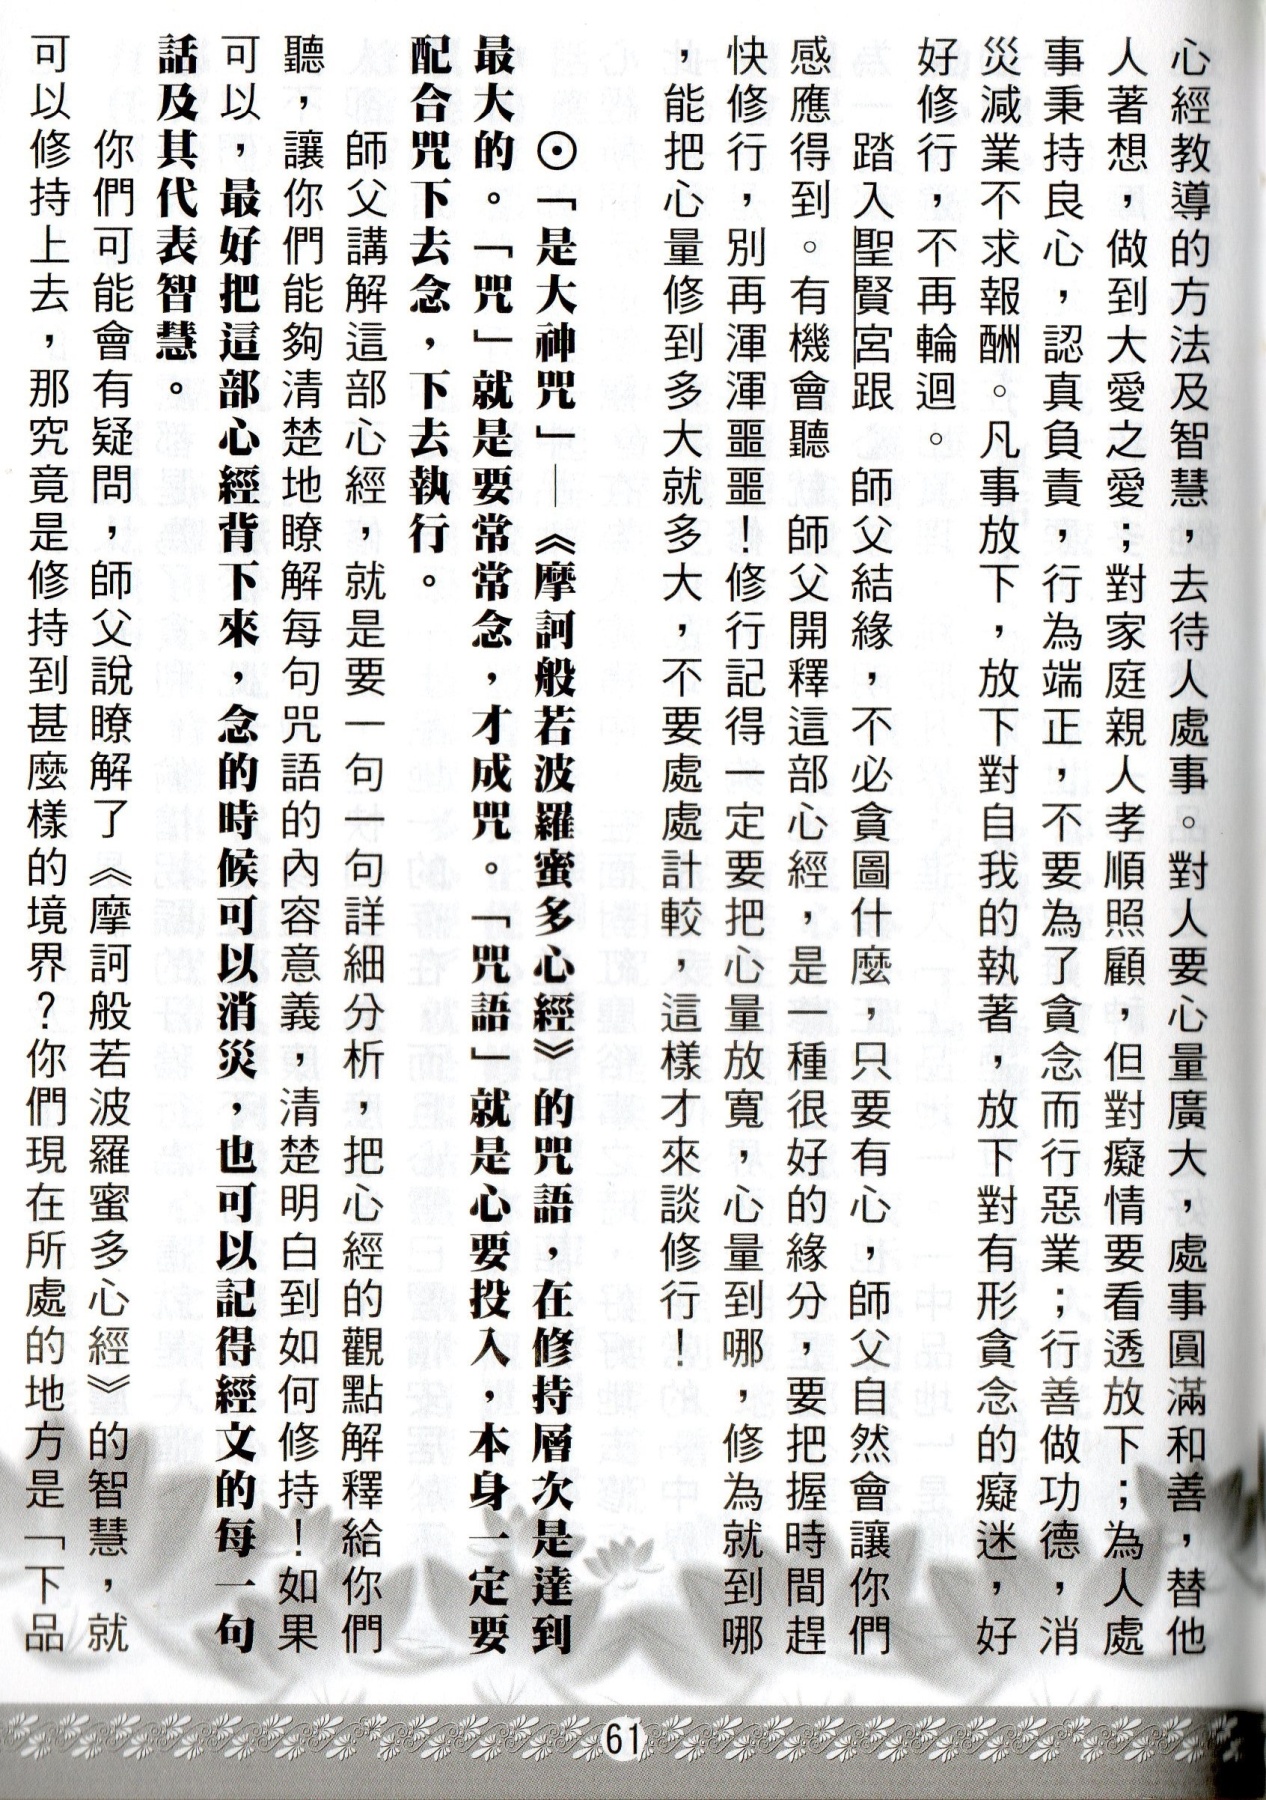 心經教導的方法及智慧，去待人處事。對人要心量廣大，處事圓滿和善，替他
人著想，做到大愛之愛；對家庭親人孝順照顧，但對癡情要看透放下；為人處
事秉持良心，認真負責，行為端正，不要為了貪念而行惡業；行善做功德，消
災減業不求報酬。凡事放下，放下對自我的執著，放下對有形貪念的癡迷，好
好修行，不再輪迴。
踏入聖賢宮跟　師父結緣，不必貪圖什麼，只要有心，師父自然會讓你們
感應得到。有機會聽　師父開釋這部心經，是一種很好的緣分，要把握時間趕
快修行，別再渾渾噩噩！修行記得一定要把心量放寬，心量到哪，修為就到哪
，能把心量修到多大就多大，不要處處計較，這樣才來談修行！
⊙「是大神咒」—《摩訶般若波羅蜜多心經》的咒語，在修持層次是達到
最大的。「咒」就是要常常念，才成咒。「咒語」就是心要投入，本身一定要
配合咒下去念，下去執行。
師父講解這部心經，就是要一句一句詳細分析，把心經的觀點解釋給你們
聽，讓你們能夠清楚地瞭解每句咒語的內容意義，清楚明白到如何修持！如果
可以，最好把這部心經背下來，念的時候可以消災，也可以記得經文的每一句
話及其代表智慧。
你們可能會有疑問，師父說瞭解了《摩訶般若波羅蜜多心經》的智慧，就
可以修持上去，那究竟是修持到甚麼樣的境界？你們現在所處的地方是「下品
61